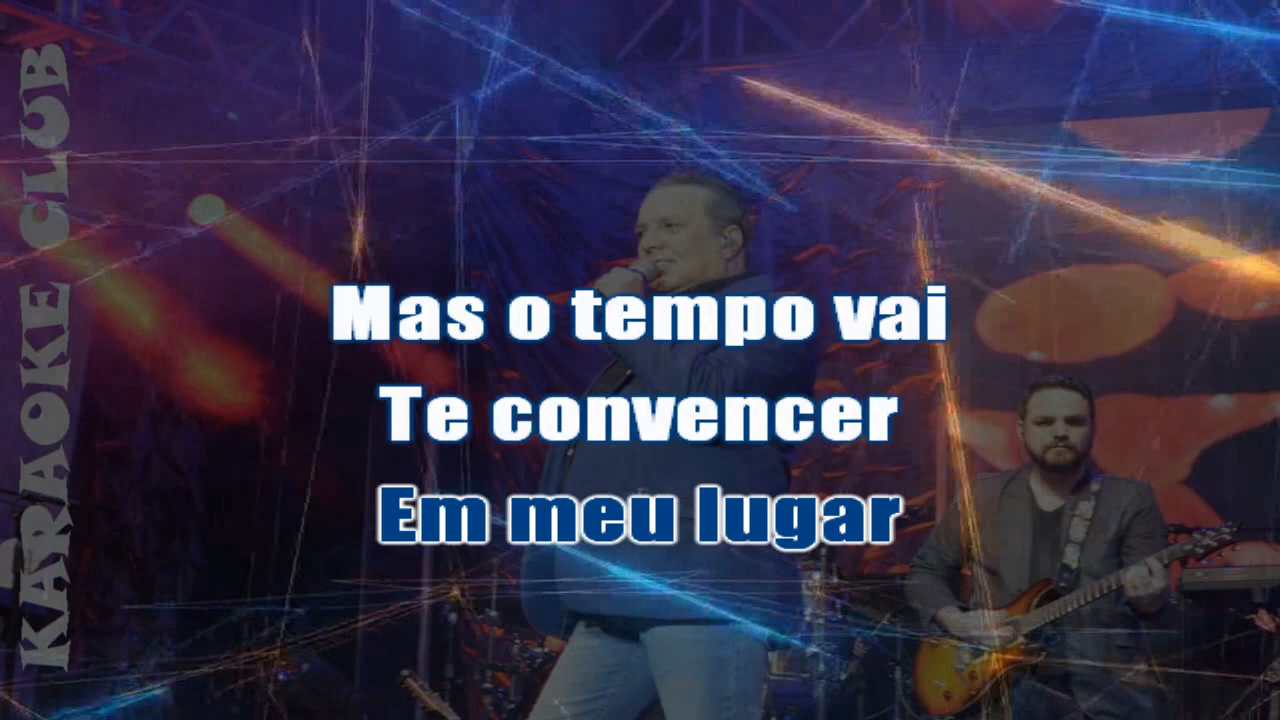 KARAOKE CLUB
Mas o tempo vai
Te convencer
Em meu lugar